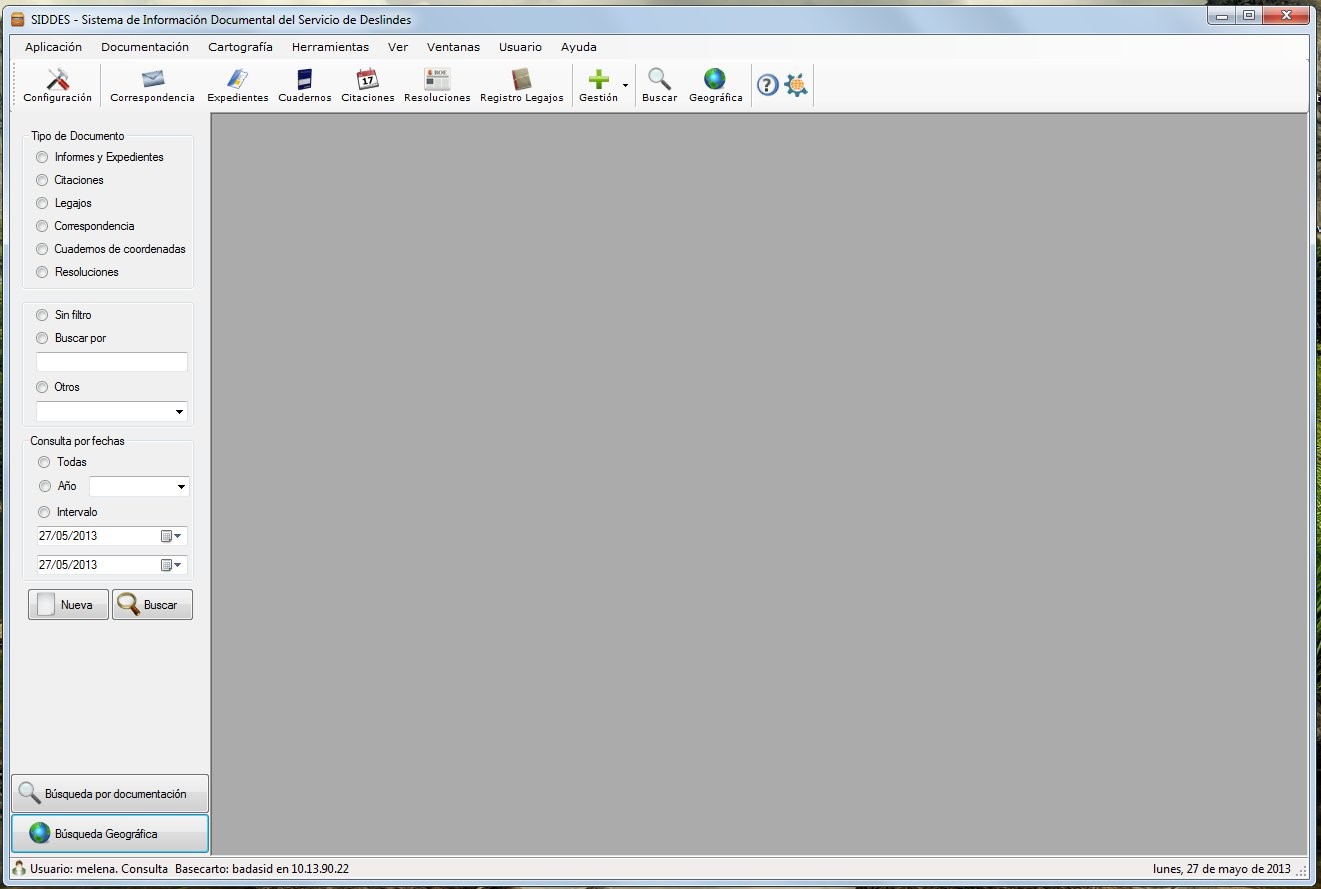 SIDDES - Sistema de Información Documental del Servicio de Deslindes
Aplicación Documentación Cartografía Herramientas Ver Ventanas Usuario Ayuda
Configuración Correspondencia Expedientes Cuadernos Citaciones Resoluciones Registro Legajos Gestión Buscar Geográfica
17
BOE
Tipo de Documento
Informes y Expedientes
Citaciones
Legajos
Correspondencia
Cuadernos de coordenadas
Resoluciones
Sin filtro
Buscar por
Otros
Consulta por fechas
Todas
Año
Intervalo
27/05/2013
27/05/2013
Nueva Buscar
Búsqueda por documentación
Búsqueda Geográfica
Usuario: melena. Consulta Basecarto: badasid en 10.13.90.22 lunes, 27 de mayo de 2013